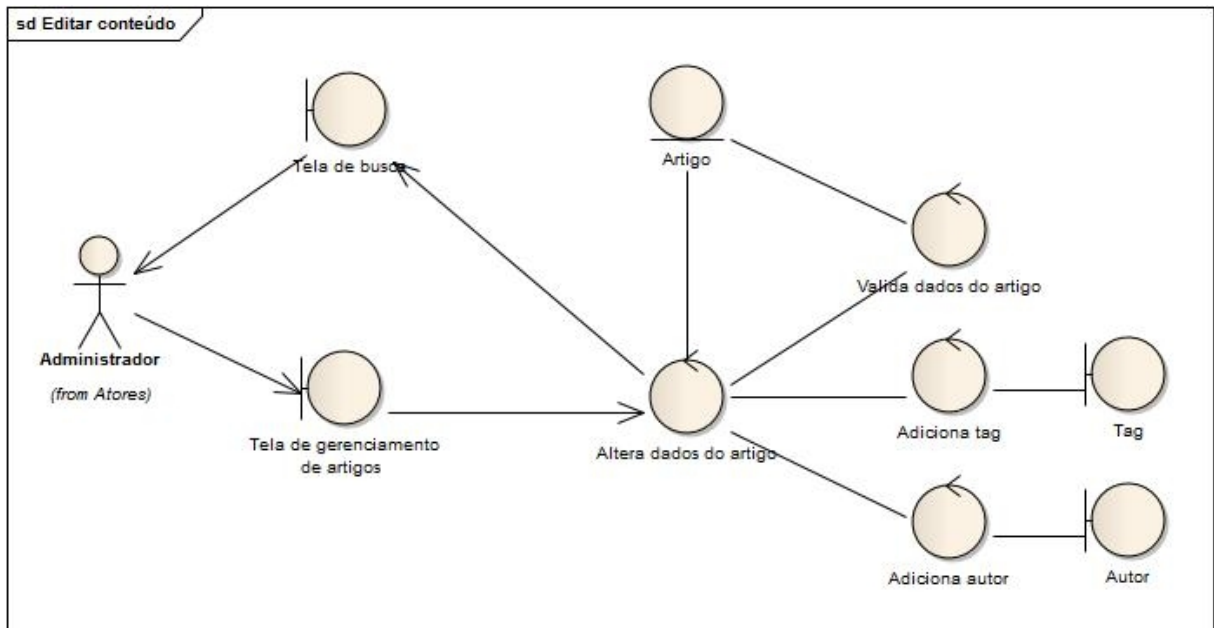 sd Editar conteúdo
Tela de busca
Artigo
Valida dados do artigo
Administrador
(from Atores)
Tela de gerenciamento
de artigos
Altera dados do artigo
Adiciona tag
Tag
Adiciona autor
Autor